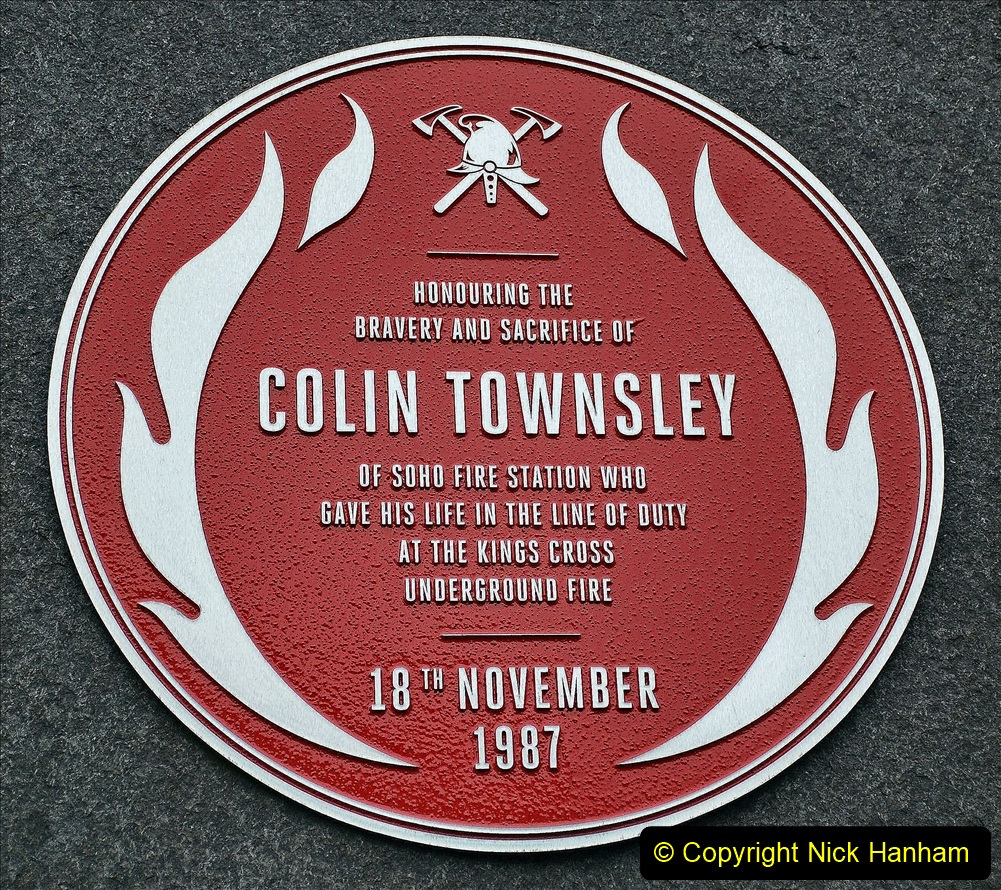 HONOURING THE
BRAVERY AND SACRIFICE OF
COLIN TOWNSLEY
OF SOHO FIRE STATION WHO
GAVE HIS LIFE IN THE LINE OF DUTY
AT THE KINGS CROSS
UNDERGROUND FIRE
18TH NOVEMBER
1987
© Copyright Nick Hanham